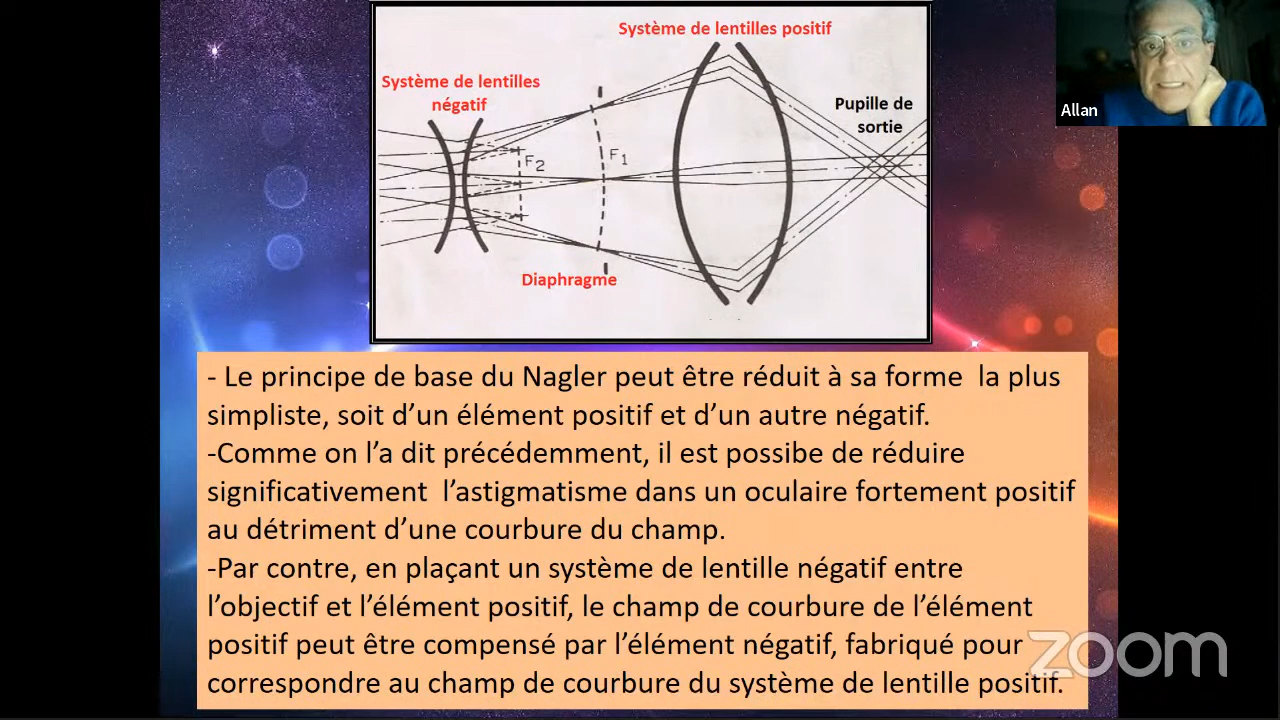 Système de lentilles positif
Système de lentilles
négatif
Pupille de
sortie
Allan
F2
F1
Diaphragme
- Le principe de base du Nagler peut être réduit à sa forme la plus
simpliste, soit d’un élément positif et d’un autre négatif.
-Comme on l’a dit précédemment, il est possibe de réduire
significativement l’astigmatisme dans un oculaire fortement positif
au détriment d’une courbure du champ.
-Par contre, en plaçant un système de lentille négatif entre
l’objectif et l’élément positif, le champ de courbure de l’élément
positif peut être compensé par l’élément négatif, fabriqué pour
correspondre au champ de courbure du système de lentille positif.
zoom